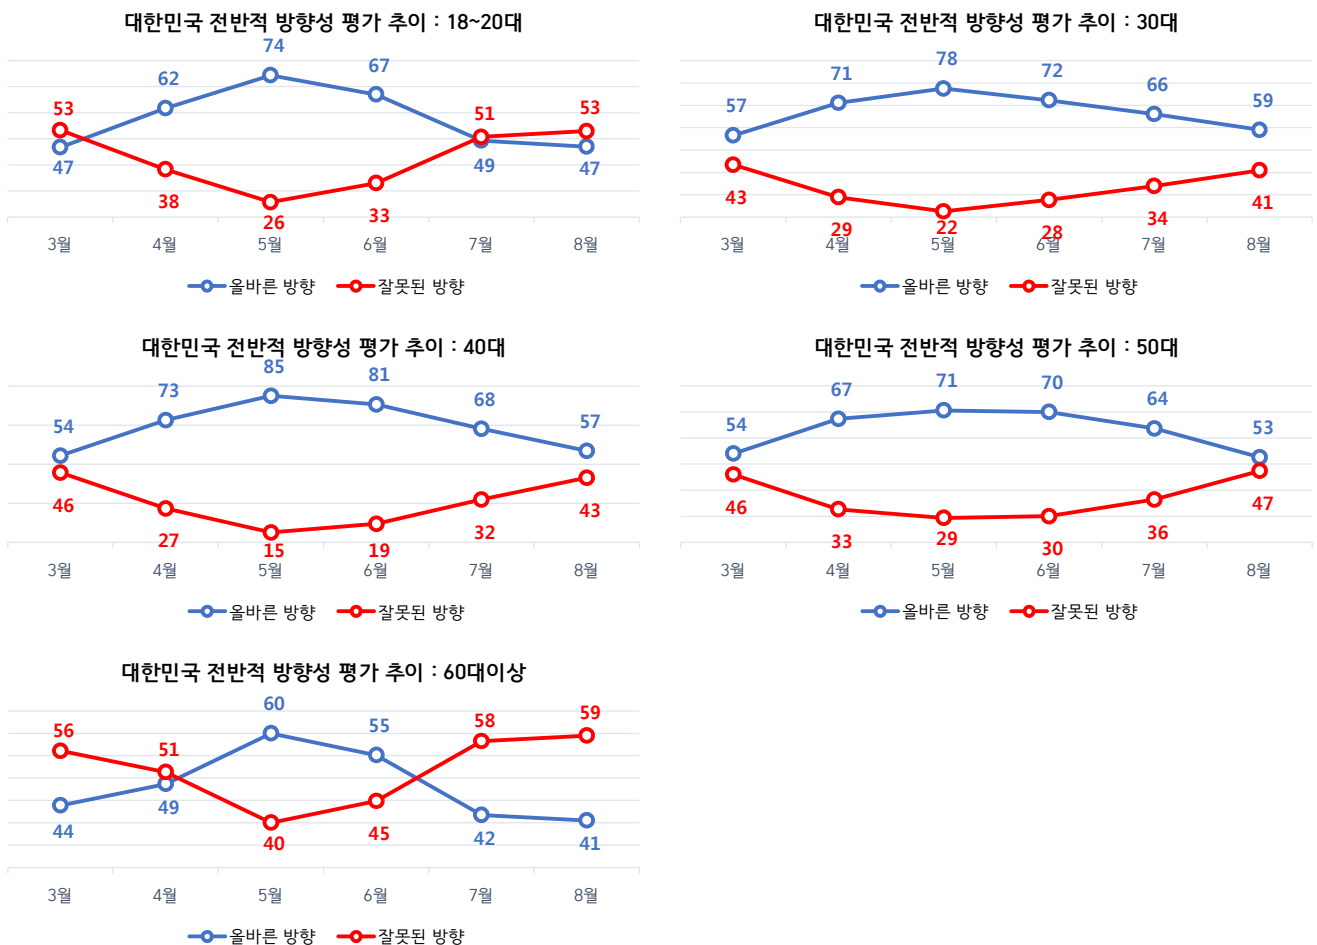 대한민국 전반적 방향성 평가 추이 : 18~20대
53 62 74 67 51 53
47 38 26 33 49 47
3월 4월 5월 6월 7월 8월
올바른 방향 잘못된 방향
대한민국 전반적 방향성 평가 추이 : 30대
57 71 78 72 66 59
43 29 22 28 34 41
3월 4월 5월 6월 7월 8월
올바른 방향 잘못된 방향
대한민국 전반적 방향성 평가 추이 : 40대
54 73 85 81 68 57
46 27 15 19 32 43
3월 4월 5월 6월 7월 8월
올바른 방향 잘못된 방향
대한민국 전반적 방향성 평가 추이 : 50대
54 67 71 70 64 53
46 33 29 30 36 47
3월 4월 5월 6월 7월 8월
올바른 방향 잘못된 방향
대한민국 전반적 방향성 평가 추이 : 60대이상
56 51 60 55 58 59
44 49 40 45 42 41
3월 4월 5월 6월 7월 8월
올바른 방향 잘못된 방향